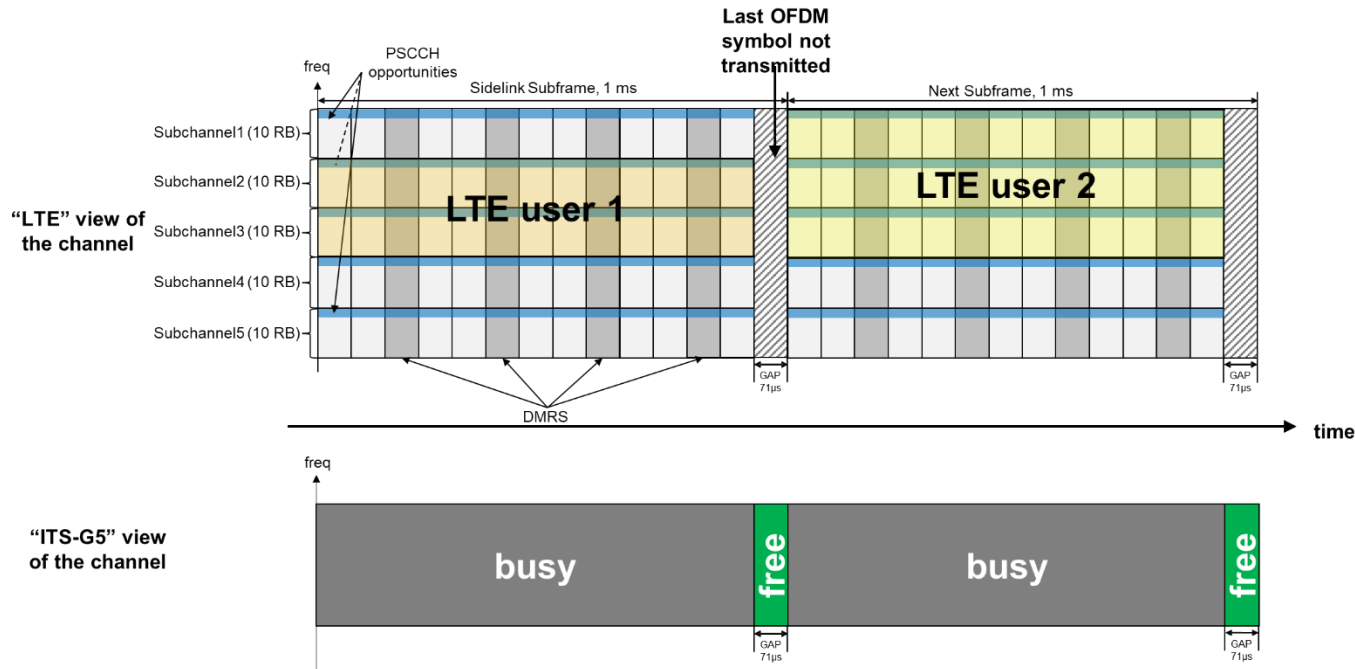 Last OFDM
symbol not
transmitted
PSCCH
opportunities
freq
Sidelink Subframe, 1 ms
Next Subframe, 1 ms
Subchannel1 (10 RB)
Subchannel2 (10 RB)
“LTE” view of
the channel
Subchannel3 (10 RB)
Subchannel4 (10 RB)
Subchannel5 (10 RB)
LTE user 1
LTE user 2
GAP
71µs
GAP
71µs
DMRS
time
freq
“ITS-G5” view
of the channel
busy
free
busy
free
GAP
71µs
GAP
71µs